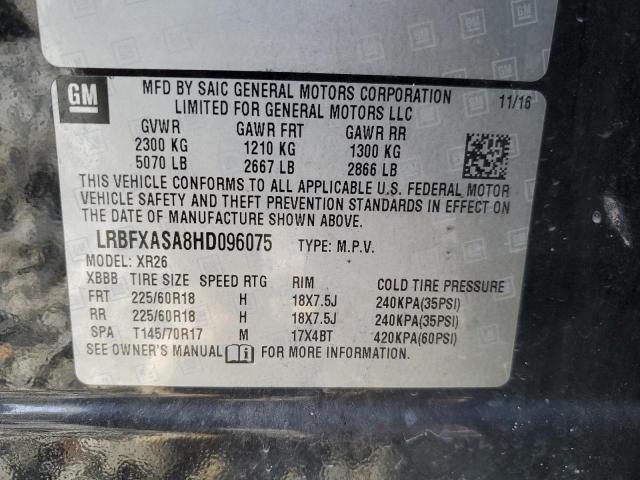 GM
MFD BY SAIC GENERAL MOTORS CORPORATION 11/16
LIMITED FOR GENERAL MOTORS LLC
GVWR GAWR FRT GAWR RR
2300 KG 1210 KG 1300 KG
5070 LB 2667 LB 2866 LB
THIS VEHICLE CONFORMS TO ALL APPLICABLE U.S. FEDERAL MOTOR
VEHICLE SAFETY AND THEFT PREVENTION STANDARDS IN EFFECT ON THE
DATE OF MANUFACTURE SHOWN ABOVE.
LRBFXASA8HD096075 TYPE: M.P.V.
MODEL: XR26
XBBB TIRE SIZE SPEED RTG RIM COLD TIRE PRESSURE
FRT 225/60R18 H 18X7.5J 240KPA(35PSI)
RR 225/60R18 H 18X7.5J 240KPA(35PSI)
SPA T145/70R17 M 17X4BT 420KPA(60PSI)
SEE OWNER'S MANUAL FOR MORE INFORMATION